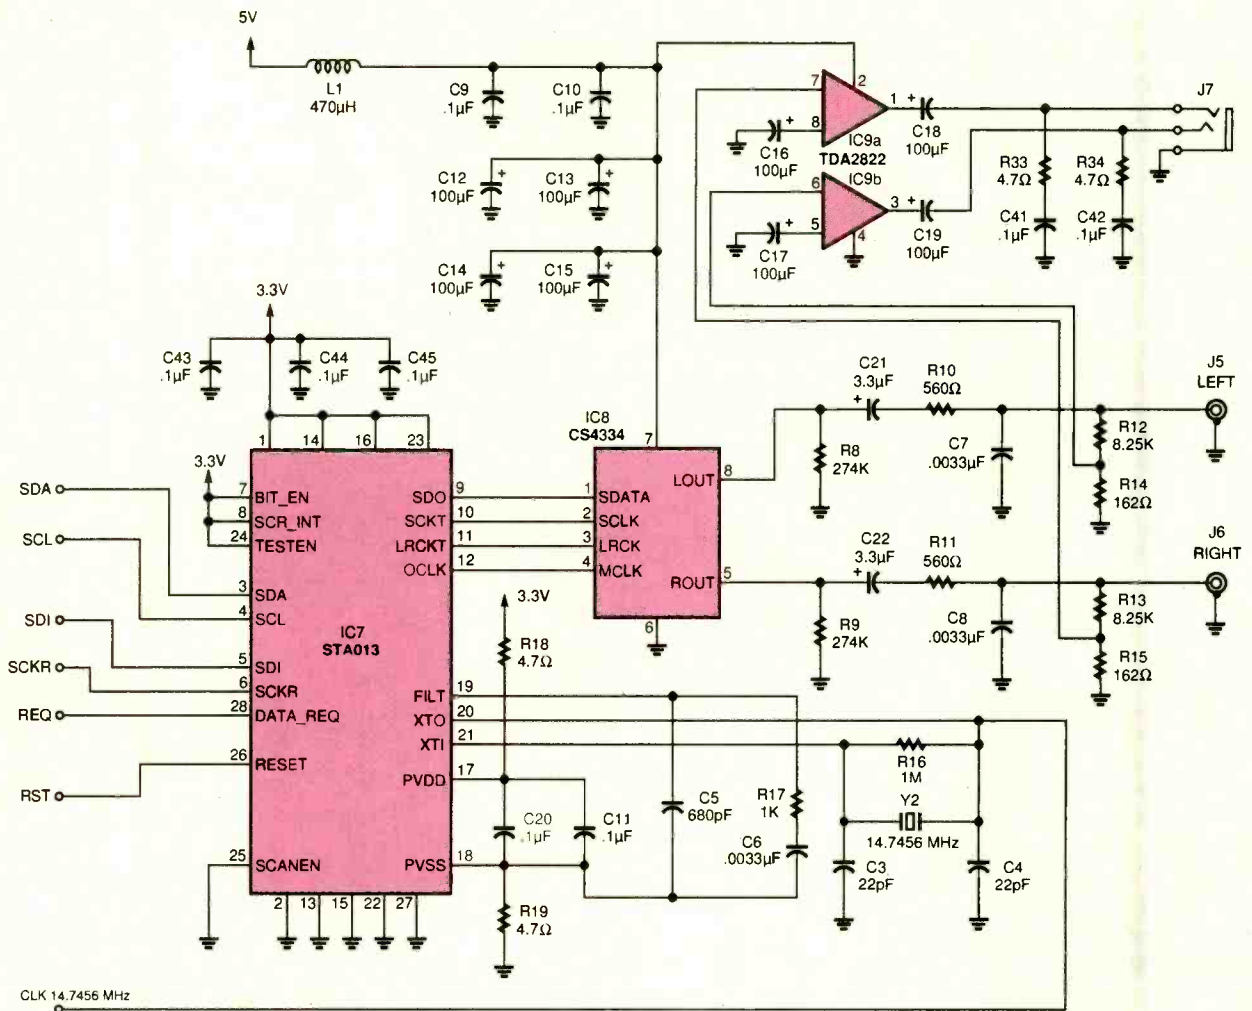 5V
L1
470µH
C9
.1µF
C10
.1µF
C12
100µF
C13
100µF
C14
100µF
C15
100µF
7
8
2
1
IC9a
TDA2822
IC9b
6
5
3
4
C16
100µF
C17
100µF
C18
100µF
C19
100µF
R33
4.7Ω
R34
4.7Ω
C41
.1µF
C42
.1µF
J7
3.3V
C43
.1µF
C44
.1µF
C45
.1µF
1
14
16
23
3.3V
SDA
SCL
SDI
SCKR
REQ
RST
7 BIT_EN
8 SCR_INT
24 TESTEN
3 SDA
4 SCL
5 SDI
6 SCKR
28 DATA_REQ
26 RESET
25 SCANEN
IC7
STA013
SDO 9
SCKT 10
LRCKT 11
OCLK 12
FILT 19
XTO 20
XTI 21
PVDD 17
PVSS 18
2
13
15
22
27
IC8
CS4334
7
1 SDATA
2 SCLK
3 LRCK
4 MCLK
LOUT 8
ROUT 5
6
R8
274K
C21
3.3µF
R10
560Ω
C7
.0033µF
R12
8.25K
R14
162Ω
J5
LEFT
R9
274K
C22
3.3µF
R11
560Ω
C8
.0033µF
R13
8.25K
R15
162Ω
J6
RIGHT
3.3V
R18
4.7Ω
C20
.1µF
C11
.1µF
R19
4.7Ω
C5
680pF
R17
1K
C6
.0033µF
R16
1M
Y2
14.7456 MHz
C3
22pF
C4
22pF
CLK 14.7456 MHz